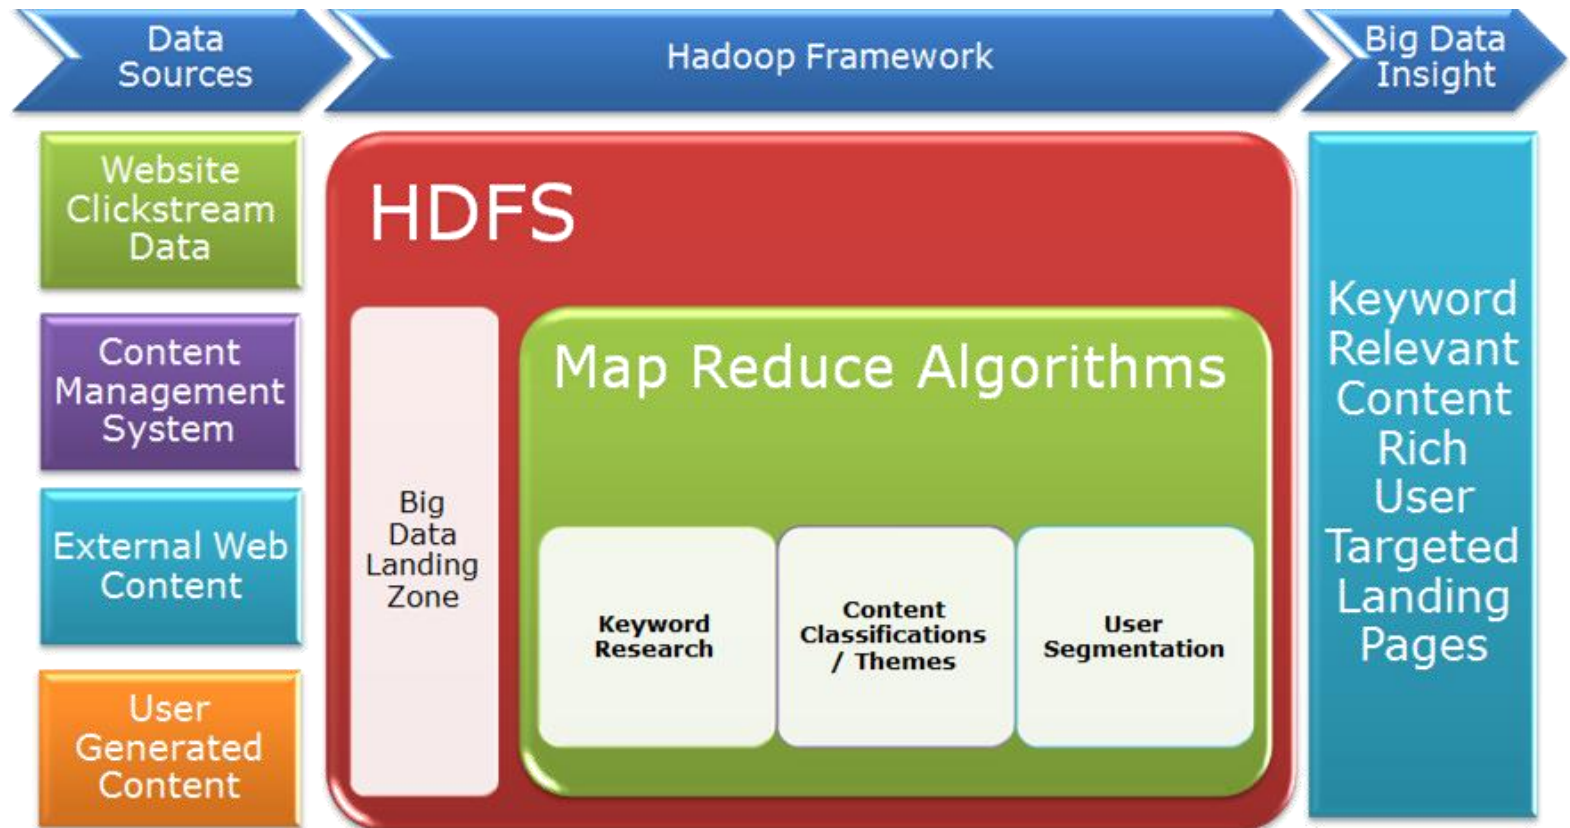 Data
Sources
Hadoop Framework
Big Data
Insight
Website
Clickstream
Data
Content
Management
System
External Web
Content
User
Generated
Content
HDFS
Big
Data
Landing
Zone
Map Reduce Algorithms
Keyword
Research
Content
Classifications
/ Themes
User
Segmentation
Keyword
Relevant
Content
Rich
User
Targeted
Landing
Pages